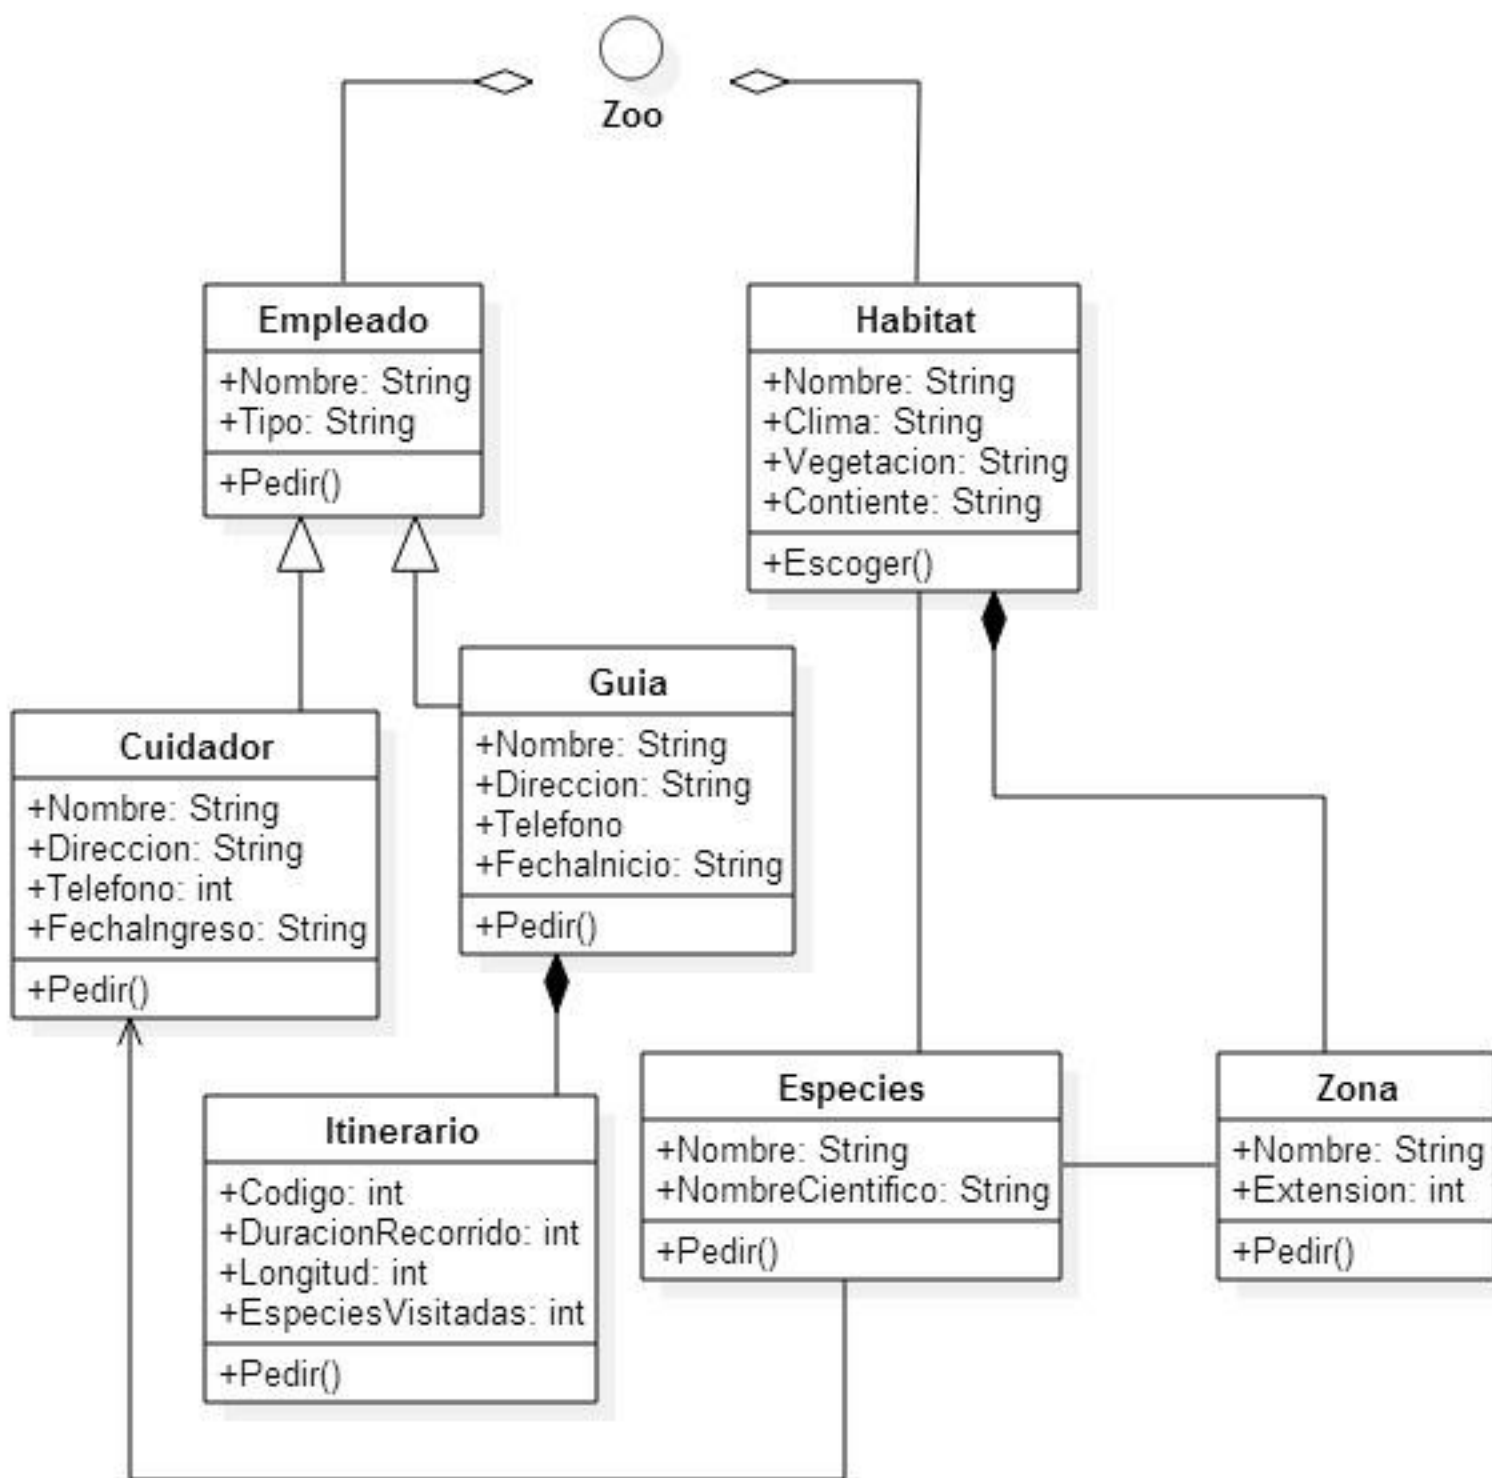 Zoo
Empleado
+Nombre: String
+Tipo: String
+Pedir()
Habitat
+Nombre: String
+Clima: String
+Vegetacion: String
+Contiente: String
+Escoger()
Guia
+Nombre: String
+Direccion: String
+Telefono
+FechaInicio: String
+Pedir()
Cuidador
+Nombre: String
+Direccion: String
+Telefono: int
+FechaIngreso: String
+Pedir()
Itinerario
+Codigo: int
+DuracionRecorrido: int
+Longitud: int
+EspeciesVisitadas: int
+Pedir()
Especies
+Nombre: String
+NombreCientifico: String
+Pedir()
Zona
+Nombre: String
+Extension: int
+Pedir()